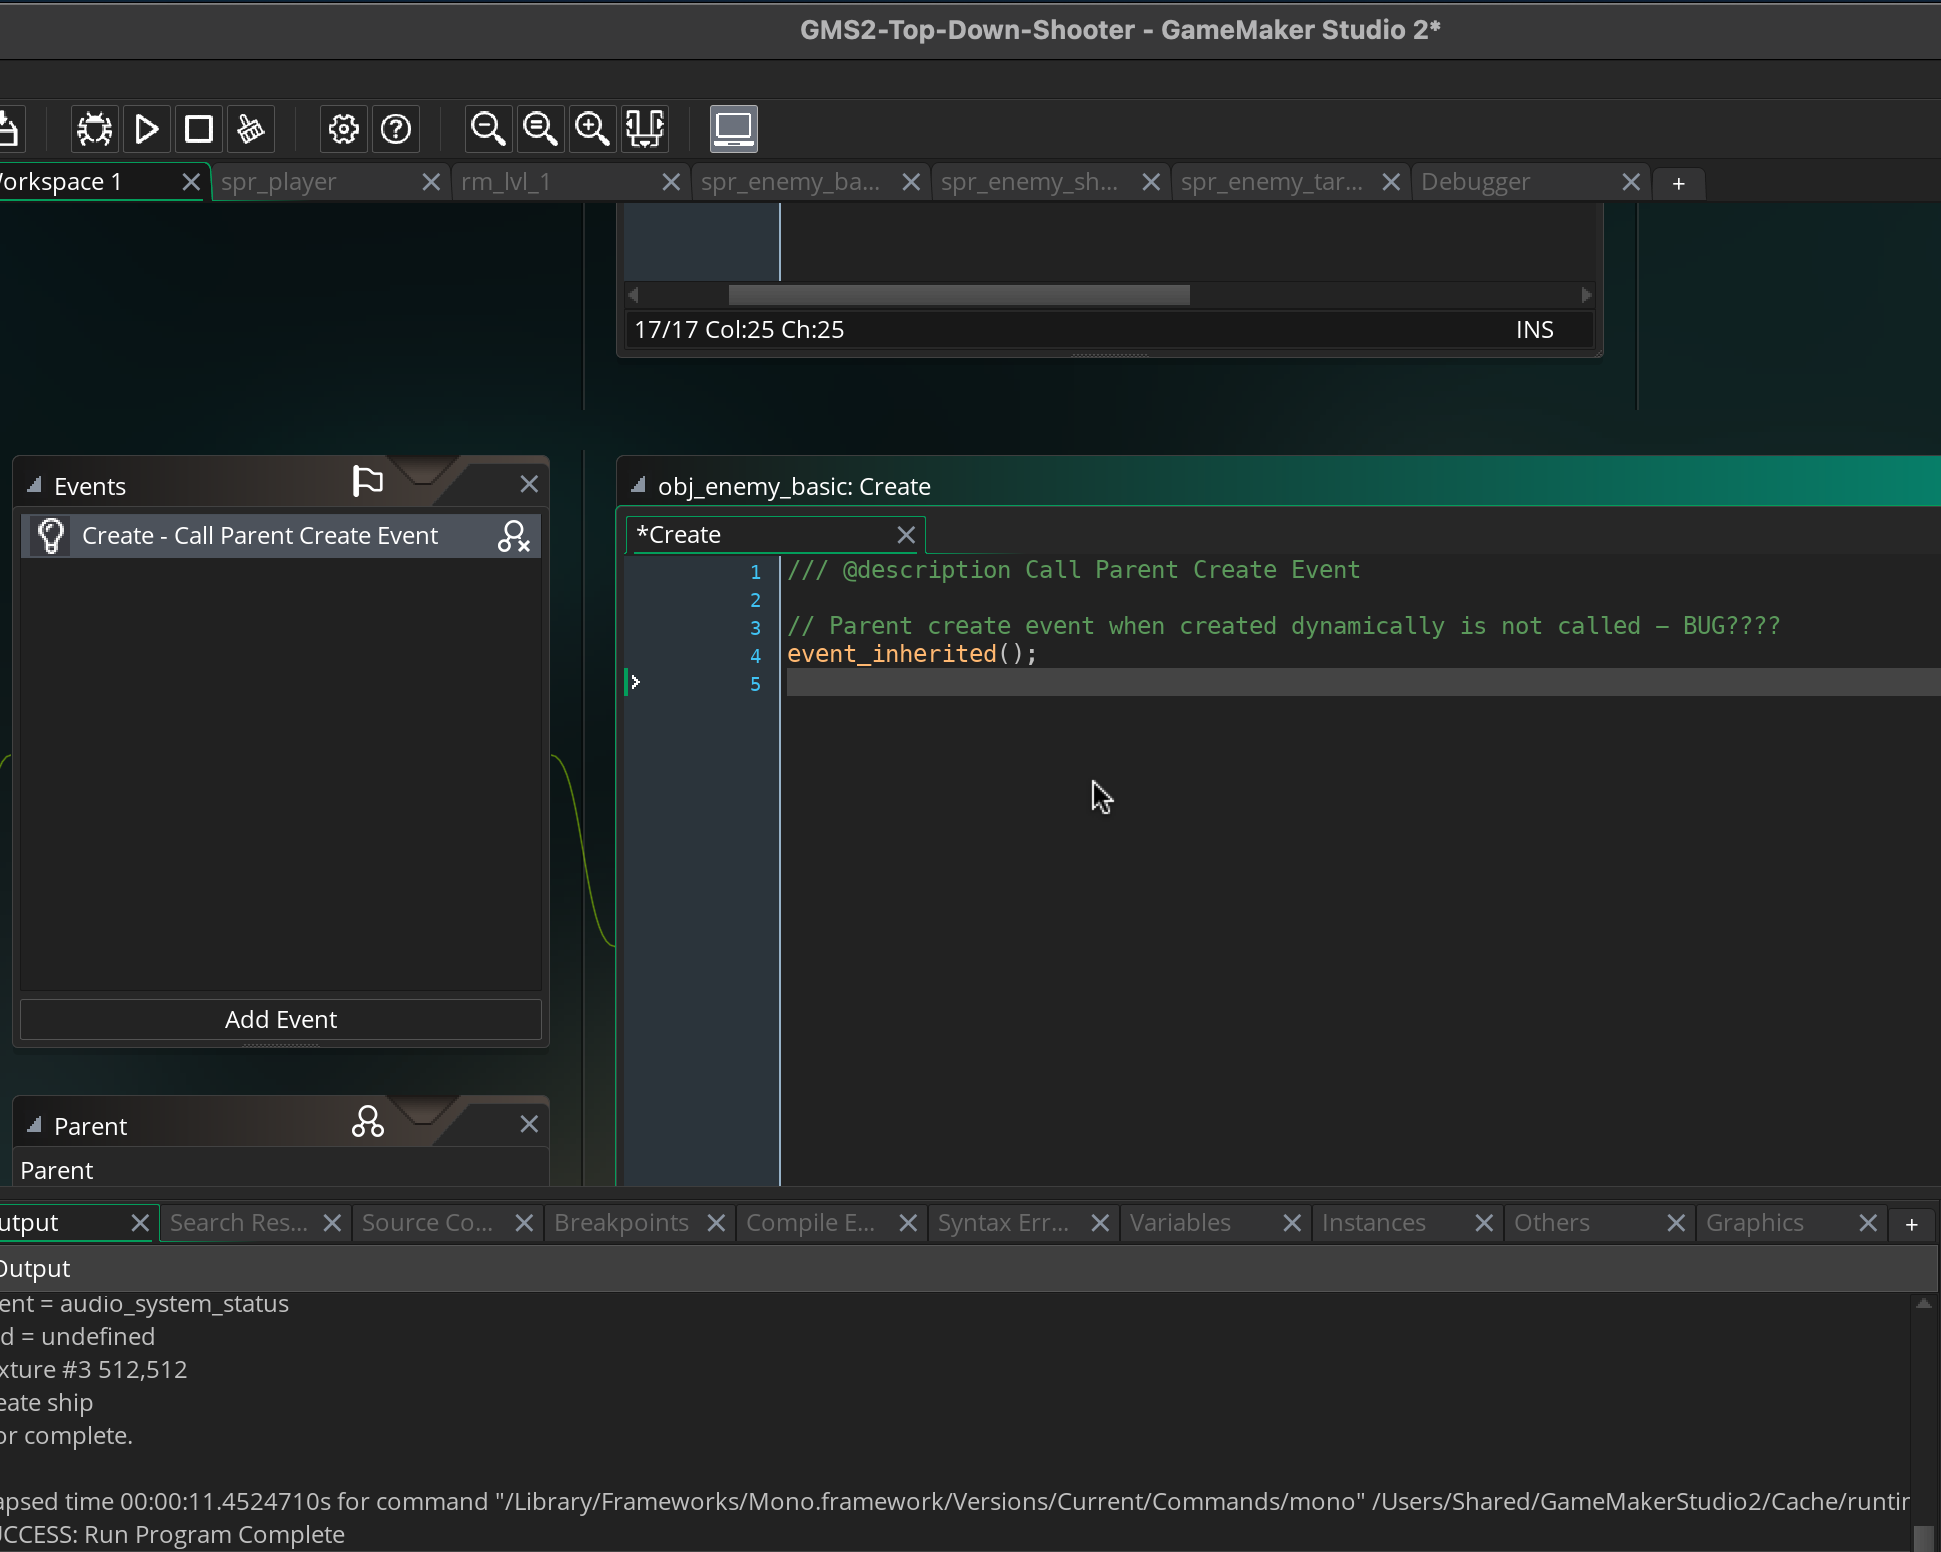 GMS2-Top-Down-Shooter - GameMaker Studio 2*
orkspace 1
spr_player
rm_lvl_1
spr_enemy_ba...
spr_enemy_sh...
spr_enemy_tar...
Debugger
+
17/17 Col:25 Ch:25
INS
Events
Create - Call Parent Create Event
Add Event
Parent
Parent
obj_enemy_basic: Create
*Create
1 /// @description Call Parent Create Event
2
3 // Parent create event when created dynamically is not called – BUG????
4 event_inherited();
5
utput
Search Res...
Source Co...
Breakpoints
Compile E...
Syntax Err...
Variables
Instances
Others
Graphics
+
Output
ent = audio_system_status
d = undefined
xture #3 512,512
eate ship
or complete.
apsed time 00:00:11.4524710s for command "/Library/Frameworks/Mono.framework/Versions/Current/Commands/mono" /Users/Shared/GameMakerStudio2/Cache/runtir
UCCESS: Run Program Complete